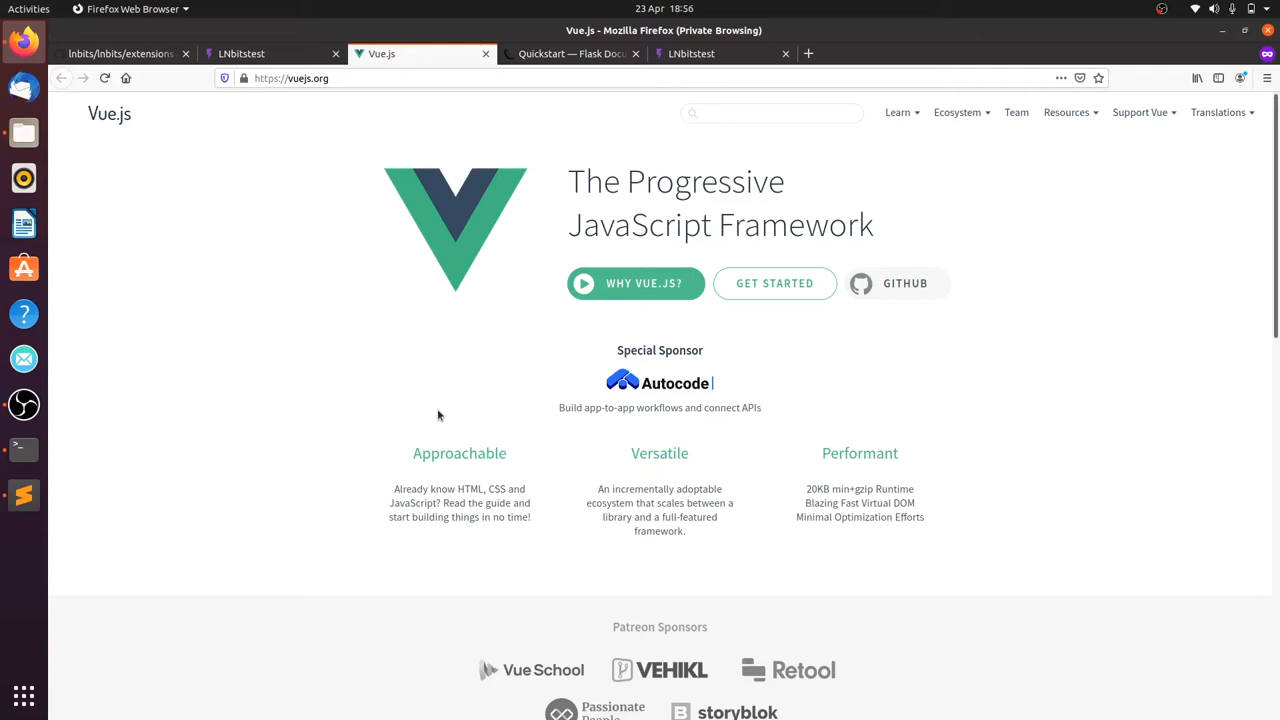 Activities
Firefox Web Browser
23 Apr 18:56
Vue.js - Mozilla Firefox (Private Browsing)
lnbits/lnbits/extensions
LNbitstest
Vue.js
Quickstart — Flask Docu
LNbitstest
https://vuejs.org
Vue.js
Learn
Ecosystem
Team
Resources
Support Vue
Translations
The Progressive
JavaScript Framework
WHY VUE.JS?
GET STARTED
GITHUB
Special Sponsor
Autocode
Build app-to-app workflows and connect APIs
Approachable
Already know HTML, CSS and
JavaScript? Read the guide and
start building things in no time!
Versatile
An incrementally adoptable
ecosystem that scales between a
library and a full-featured
framework.
Performant
20KB min+gzip Runtime
Blazing Fast Virtual DOM
Minimal Optimization Efforts
Patreon Sponsors
Vue School
VEHIKL
Retool
Passionate
People
storyblok